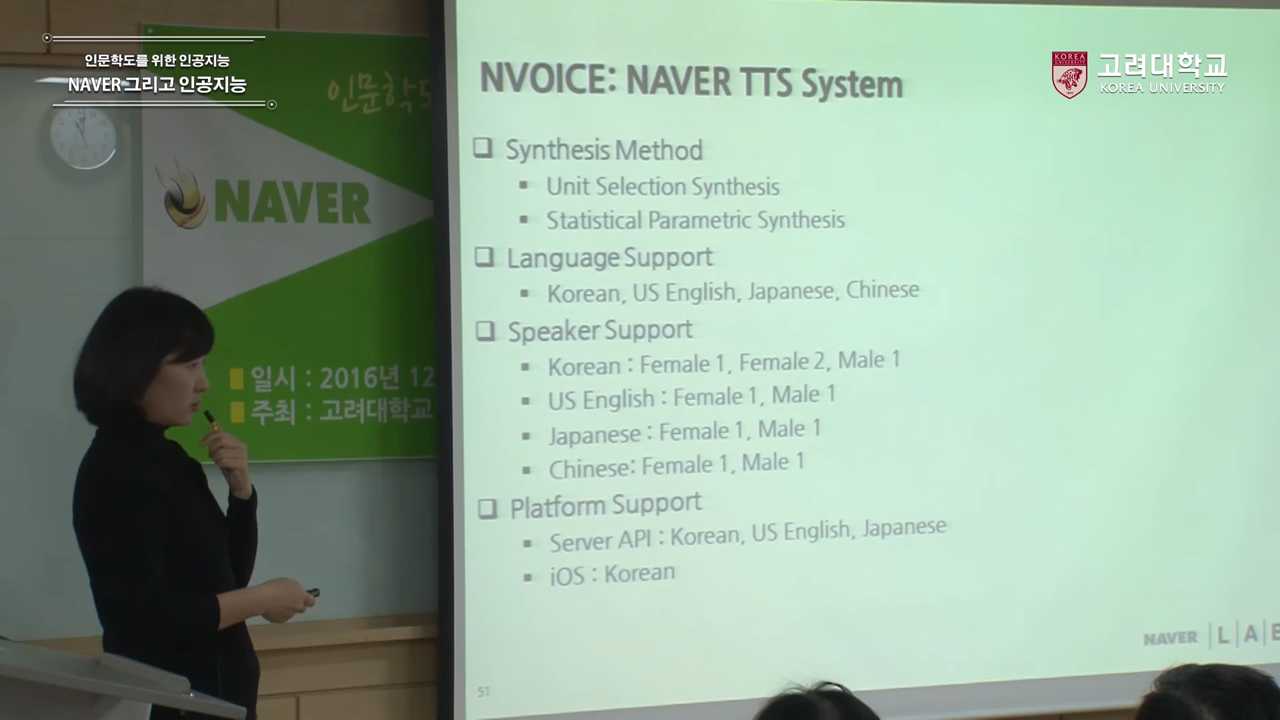 인문학도를 위한 인공지능
NAVER 그리고 인공지능
고려대학교
KOREA UNIVERSITY
인문학도
NAVER
일시 : 2016년 12
주최 : 고려대학교
NVOICE: NAVER TTS System
Synthesis Method
Unit Selection Synthesis
Statistical Parametric Synthesis
Language Support
Korean, US English, Japanese, Chinese
Speaker Support
Korean : Female 1, Female 2, Male 1
US English : Female 1, Male 1
Japanese : Female 1, Male 1
Chinese: Female 1, Male 1
Platform Support
Server API : Korean, US English, Japanese
iOS : Korean
NAVER | L | A | B
51